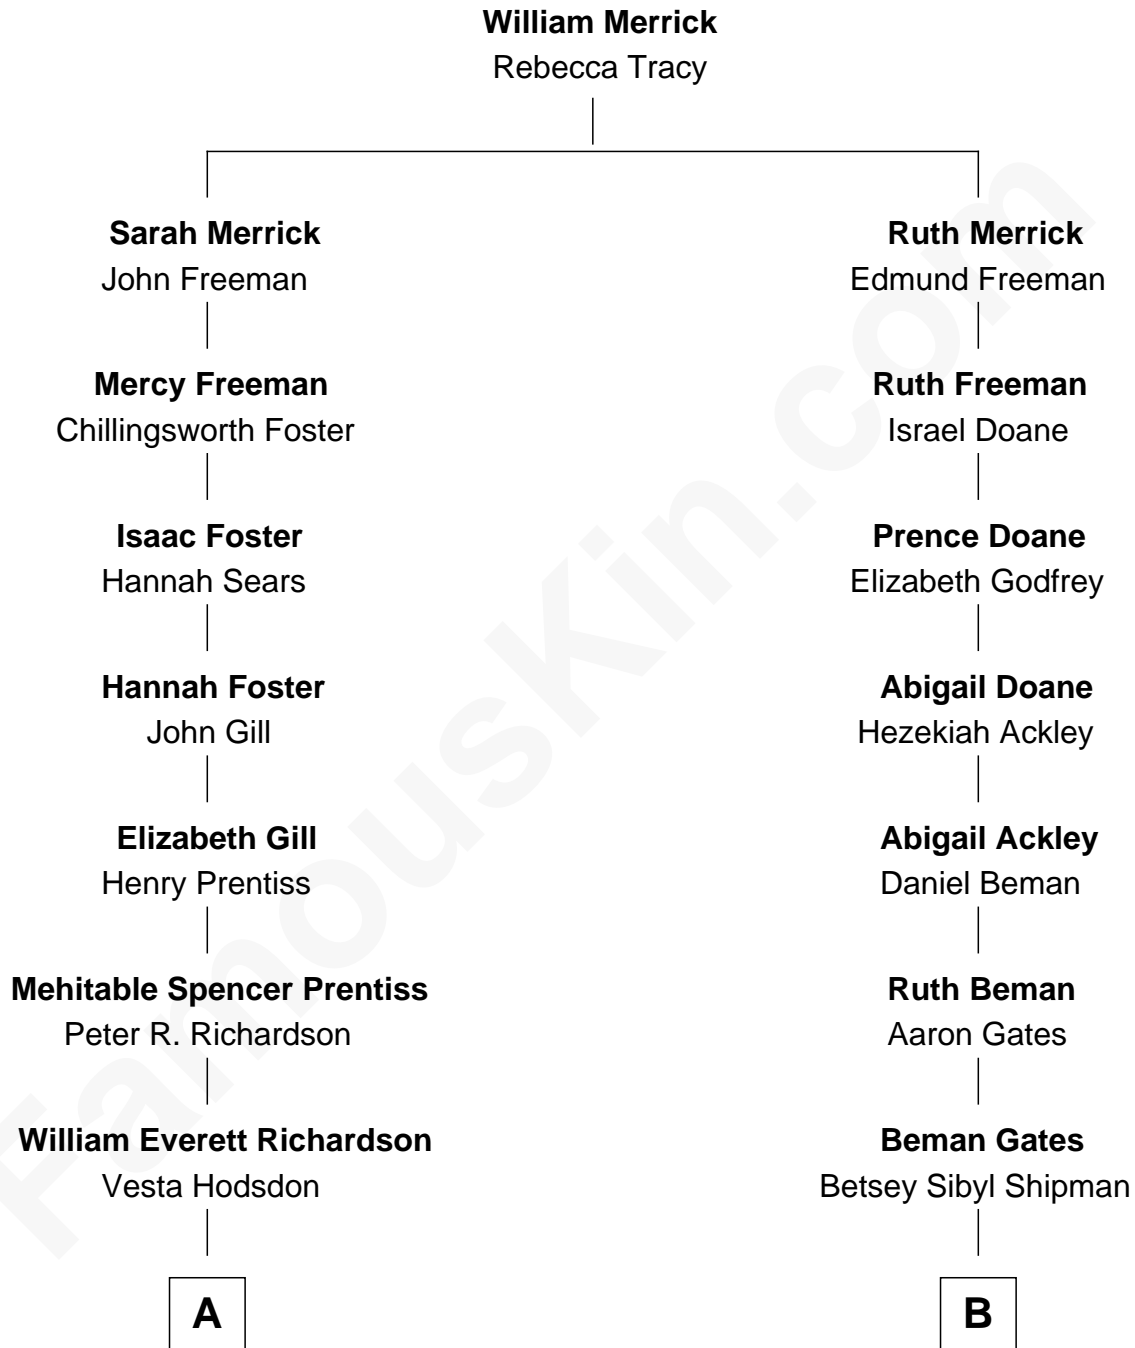 William Merrick
Rebecca Tracy
Sarah Merrick
John Freeman
Ruth Merrick
Edmund Freeman
Mercy Freeman
Chillingsworth Foster
Ruth Freeman
Israel Doane
Isaac Foster
Hannah Sears
Prence Doane
Elizabeth Godfrey
Hannah Foster
John Gill
Abigail Doane
Hezekiah Ackley
Elizabeth Gill
Henry Prentiss
Abigail Ackley
Daniel Beman
Mehitable Spencer Prentiss
Peter R. Richardson
Ruth Beman
Aaron Gates
William Everett Richardson
Vesta Hodsdon
Beman Gates
Betsey Sibyl Shipman
A
B
FamousKin.com